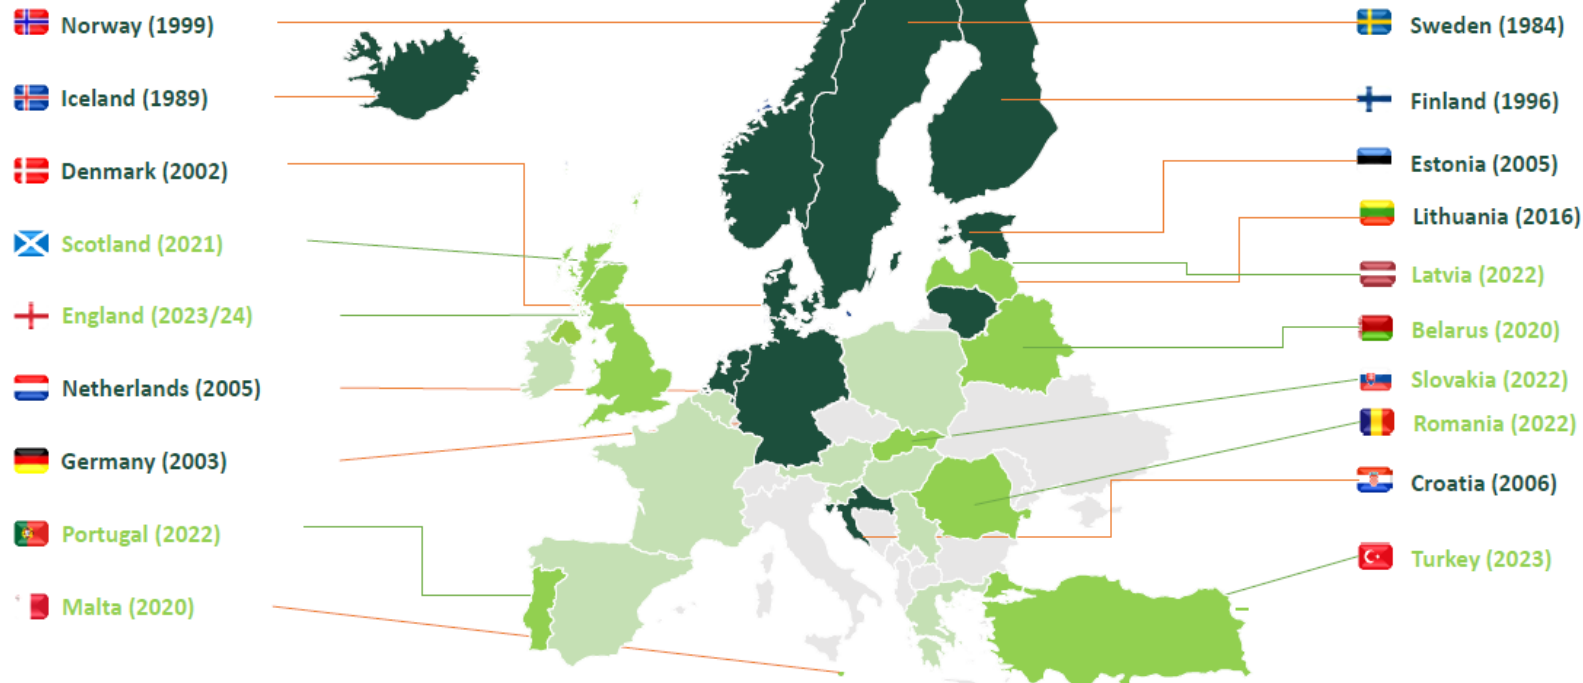 Norway (1999)
Iceland (1989)
Denmark (2002)
Scotland (2021)
England (2023/24)
Netherlands (2005)
Germany (2003)
Portugal (2022)
Malta (2020)
Sweden (1984)
Finland (1996)
Estonia (2005)
Lithuania (2016)
Latvia (2022)
Belarus (2020)
Slovakia (2022)
Romania (2022)
Croatia (2006)
Turkey (2023)